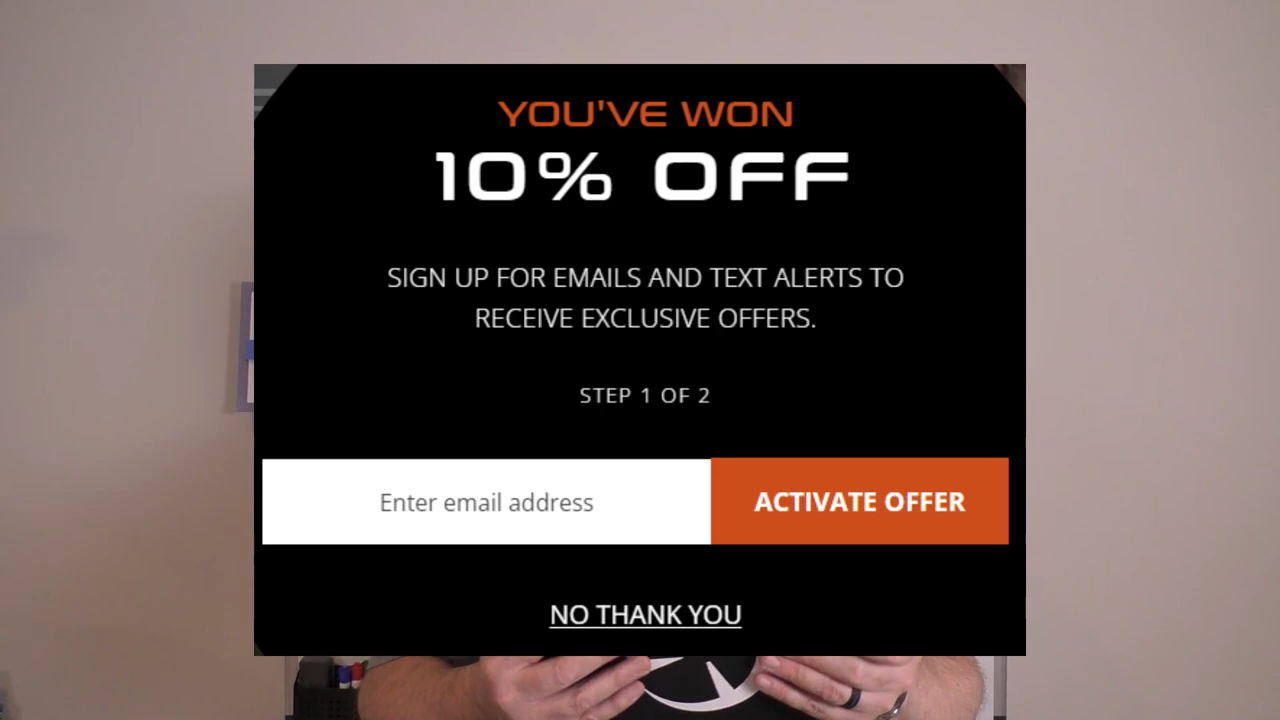 YOU'VE WON
10% OFF
SIGN UP FOR EMAILS AND TEXT ALERTS TO
RECEIVE EXCLUSIVE OFFERS.
STEP 1 OF 2
Enter email address
ACTIVATE OFFER
NO THANK YOU